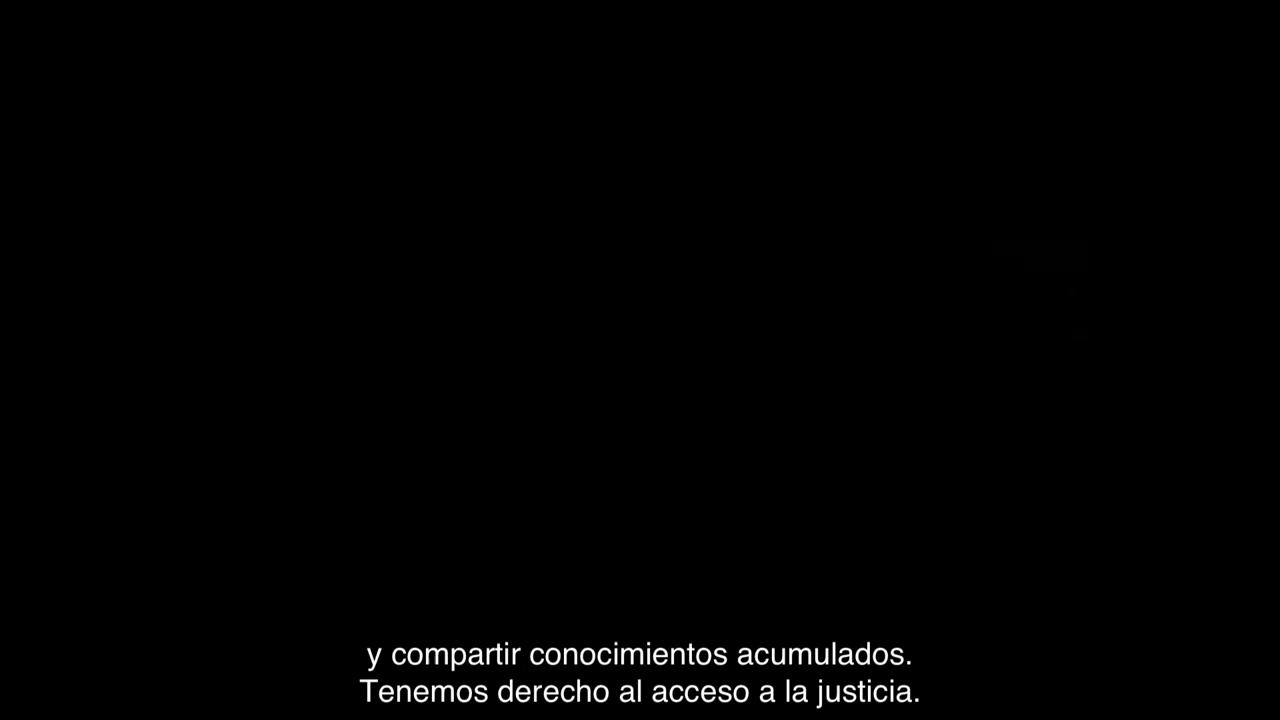 y compartir conocimientos acumulados.
Tenemos derecho al acceso a la justicia.